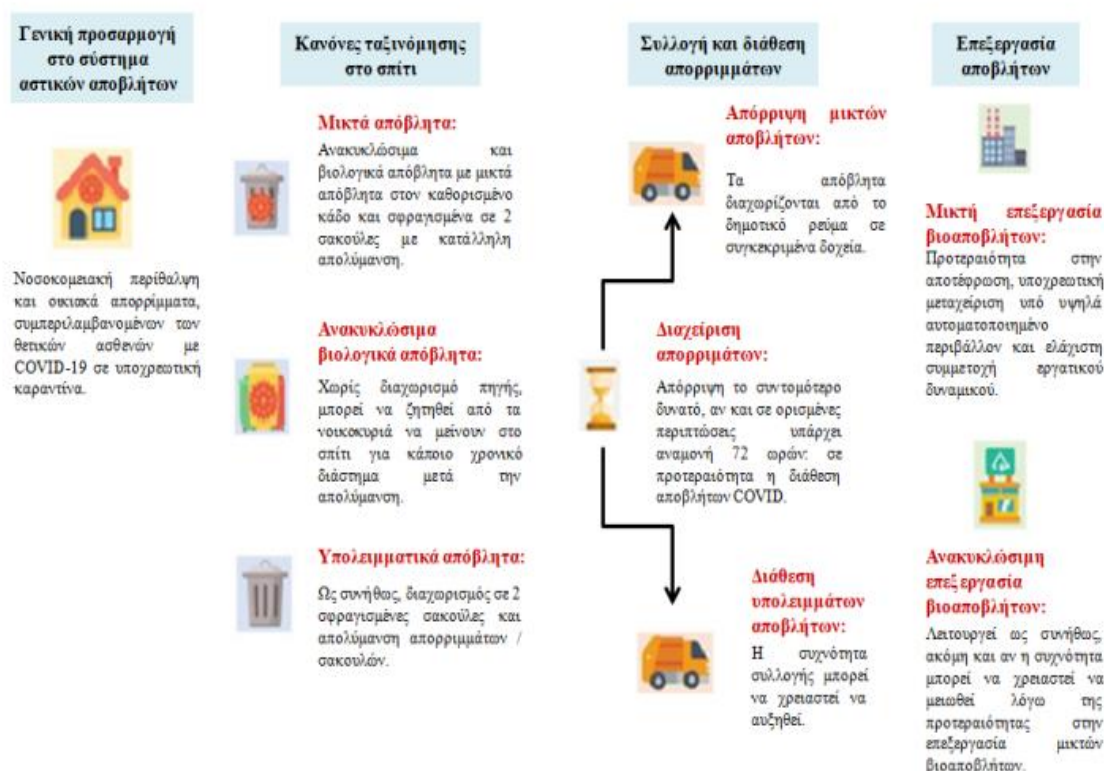 Γενική προσαρμογή
στο σύστημα
αστικών αποβλήτων
Νοσοκομειακή περίθαλψη
και οικιακά απορρίμματα,
συμπεριλαμβανομένων των
θετικών ασθενών με
COVID-19 σε υποχρεωτική
καραντίνα.
Κανόνες ταξινόμησης
στο σπίτι
Μικτά απόβλητα:
Ανακυκλώσιμα και
βιολογικά απόβλητα με μικτά
απόβλητα στον καθορισμένο
κάδο και σφραγισμένα σε 2
σακούλες με κατάλληλη
απολύμανση.
Ανακυκλώσιμα
βιολογικά απόβλητα:
Χωρίς διαχωρισμό πηγής,
μπορεί να ζητηθεί από τα
νοικοκυριά να μείνουν στο
σπίτι για κάποιο χρονικό
διάστημα μετά την
απολύμανση.
Υπολειμματικά απόβλητα:
Ως συνήθως, διαχωρισμός σε 2
σφραγισμένες σακούλες και
απολύμανση απορριμμάτων /
σακουλών.
Συλλογή και διάθεση
απορριμμάτων
Απόρριψη μικτών
αποβλήτων:
Τα απόβλητα
διαχωρίζονται από το
δημοτικό ρεύμα σε
συγκεκριμένα δοχεία.
Διαχείριση
απορριμάτων:
Απόρριψη το συντομότερο
δυνατό, αν και σε ορισμένες
περιπτώσεις υπάρχει
αναμονή 72 ωρών: σε
προτεραιότητα η διάθεση
αποβλήτων COVID.
Διάθεση
υπολειμμάτων
αποβλήτων:
Η συχνότητα
συλλογής μπορεί
να χρειαστεί να
αυξηθεί.
Επεξεργασία
αποβλήτων
Μικτή επεξεργασία
βιοαποβλήτων:
Προτεραιότητα στην
αποτέφρωση, υποχρεωτική
μεταχείριση υπό υψηλά
αυτοματοποιημένο
περιβάλλον και ελάχιστη
συμμετοχή εργατικού
δυναμικού.
Ανακυκλώσιμη
επεξεργασία
βιοαποβλήτων:
Λειτουργεί ως συνήθως,
ακόμη και αν η συχνότητα
μπορεί να χρειαστεί να
μειωθεί λόγω της
προτεραιότητας στην
επεξεργασία μικτών
βιοαποβλήτων.